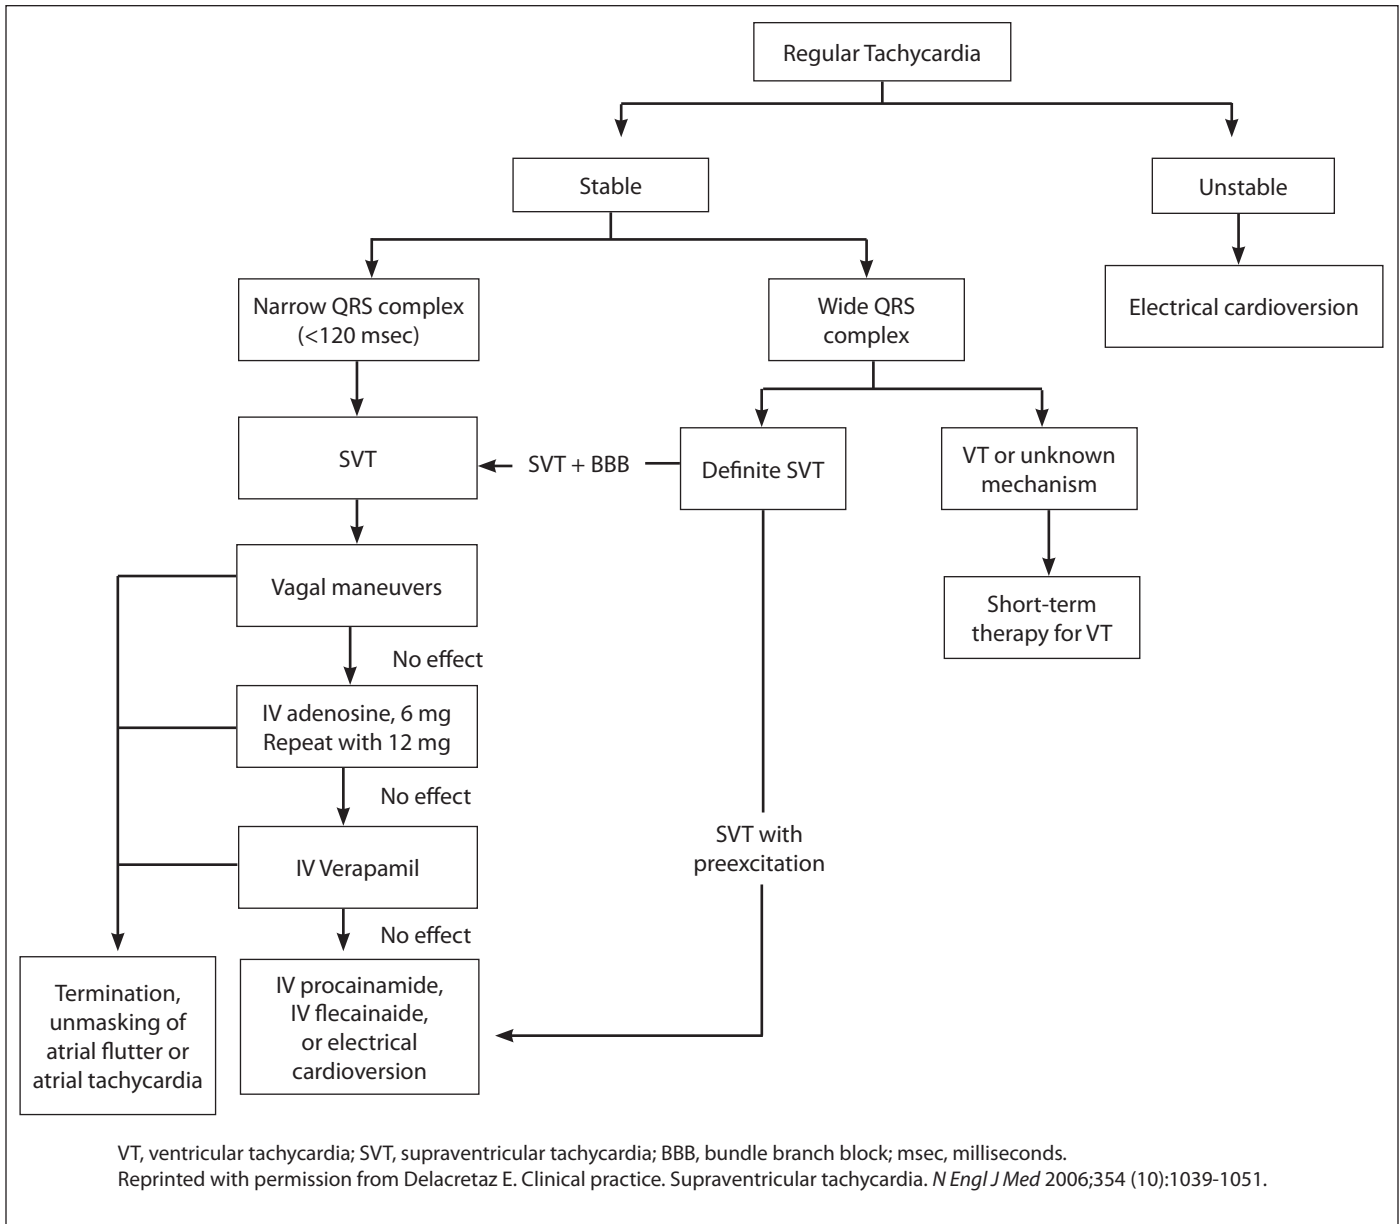 Regular Tachycardia
Stable
Unstable
Narrow QRS complex
(<120 msec)
Wide QRS
complex
Electrical cardioversion
SVT
SVT + BBB
Definite SVT
VT or unknown
mechanism
Vagal maneuvers
Short-term
therapy for VT
No effect
IV adenosine, 6 mg
Repeat with 12 mg
No effect
SVT with
preexcitation
IV Verapamil
No effect
Termination,
unmasking of
atrial flutter or
atrial tachycardia
IV procainamide,
IV flecainaide,
or electrical
cardioversion
VT, ventricular tachycardia; SVT, supraventricular tachycardia; BBB, bundle branch block; msec, milliseconds.
Reprinted with permission from Delacretaz E. Clinical practice. Supraventricular tachycardia. N Engl J Med 2006;354 (10):1039-1051.